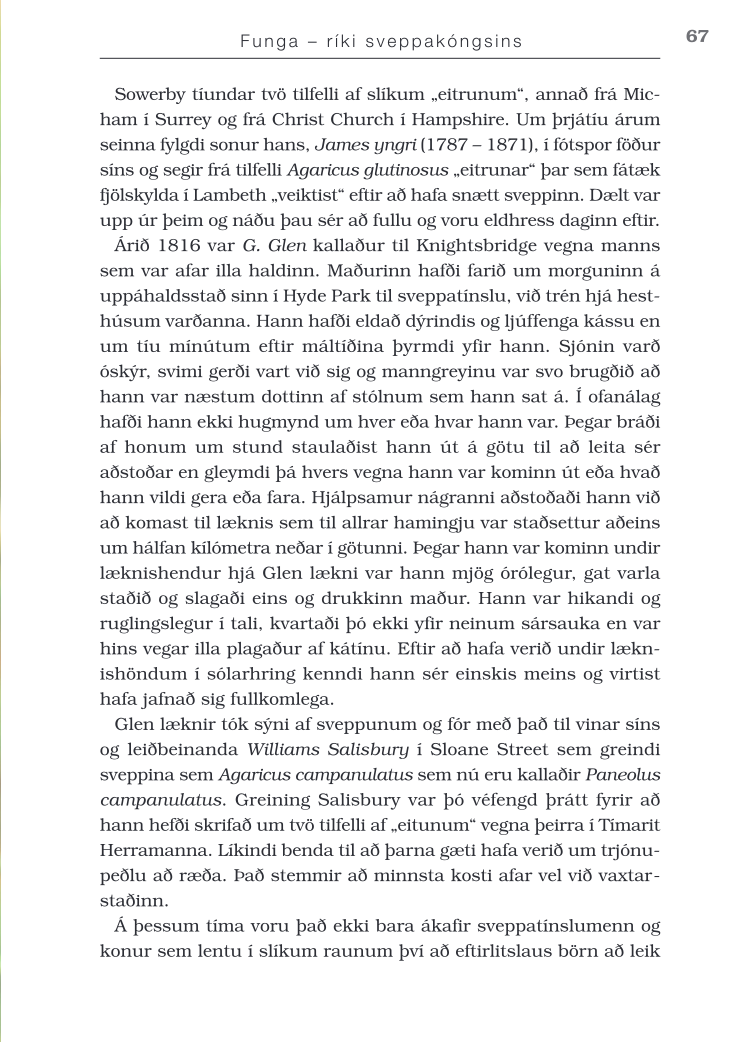 Funga – ríki sveppakóngsins
67
Sowerby tíundar tvö tilfelli af slíkum „eitrunum“, annað frá Mic-
ham í Surrey og frá Christ Church í Hampshire. Um þrjátíu árum
seinna fylgdi sonur hans, James yngri (1787 – 1871), í fótspor föður
síns og segir frá tilfelli Agaricus glutinosus „eitrunar“ þar sem fátæk
fjölskylda í Lambeth „veiktist“ eftir að hafa snætt sveppinn. Dælt var
upp úr þeim og náðu þau sér að fullu og voru eldhress daginn eftir.
Árið 1816 var G. Glen kallaður til Knightsbridge vegna manns
sem var afar illa haldinn. Maðurinn hafði farið um morguninn á
uppáhaldsstað sinn í Hyde Park til sveppatínslu, við trén hjá hest-
húsum varðanna. Hann hafði eldað dýrindis og ljúffenga kássu en
um tíu mínútum eftir máltíðina þyrmdi yfir hann. Sjónin varð
óskýr, svimi gerði vart við sig og manngreyinu var svo brugðið að
hann var næstum dottinn af stólnum sem hann sat á. Í ofanálag
hafði hann ekki hugmynd um hver eða hvar hann var. Þegar bráði
af honum um stund staulaðist hann út á götu til að leita sér
aðstoðar en gleymdi þá hvers vegna hann var kominn út eða hvað
hann vildi gera eða fara. Hjálpsamur nágranni aðstoðaði hann við
að komast til læknis sem til allrar hamingju var staðsettur aðeins
um hálfan kílómetra neðar í götunni. Þegar hann var kominn undir
læknishendur hjá Glen lækni var hann mjög órólegur, gat varla
staðið og slagaði eins og drukkinn maður. Hann var hikandi og
ruglingslegur í tali, kvartaði þó ekki yfir neinum sársauka en var
hins vegar illa plagaður af kátínu. Eftir að hafa verið undir lækn-
ishöndum í sólarhring kenndi hann sér einskis meins og virtist
hafa jafnað sig fullkomlega.
Glen læknir tók sýni af sveppunum og fór með það til vinar síns
og leiðbeinanda Williams Salisbury í Sloane Street sem greindi
sveppina sem Agaricus campanulatus sem nú eru kallaðir Paneolus
campanulatus. Greining Salisbury var þó véfengd þrátt fyrir að
hann hefði skrifað um tvö tilfelli af „eitunum“ vegna þeirra í Tímarit
Herramanna. Líkindi benda til að þarna gæti hafa verið um trjónu-
peðlu að ræða. Það stemmir að minnsta kosti afar vel við vaxtar-
staðinn.
Á þessum tíma voru það ekki bara ákafir sveppatínslumenn og
konur sem lentu í slíkum raunum því að eftirlitslaus börn að leik